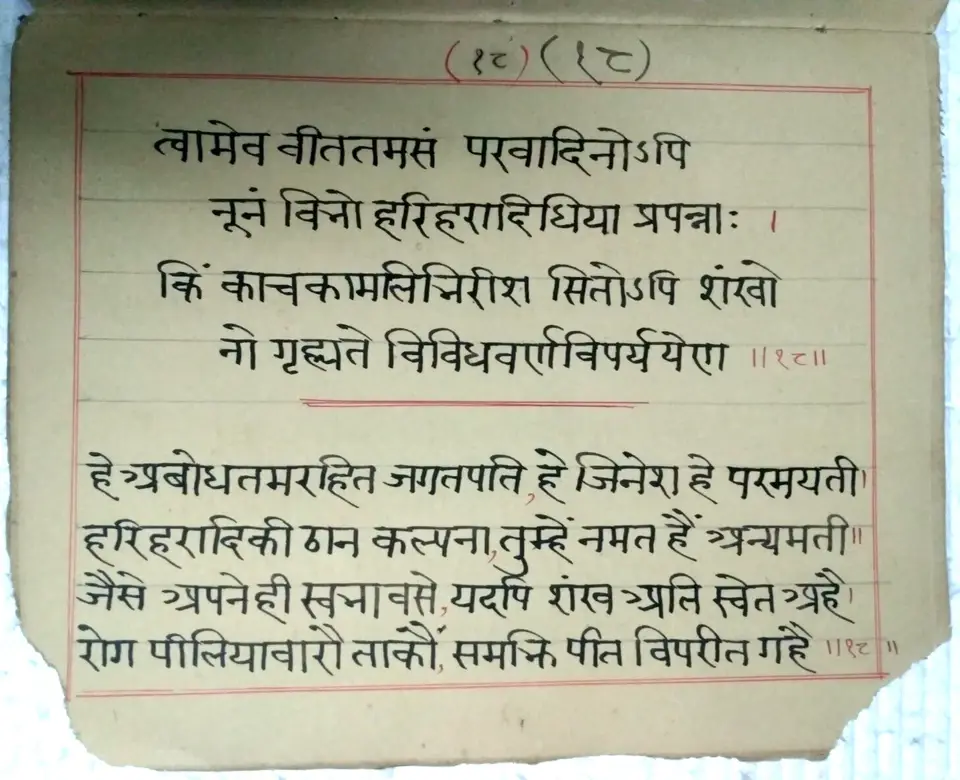 (१८) (१८)
त्वामेव वीततमसं परवादिनोऽपि
नूनं विभो हरिहरादिधिया प्रपन्नाः ।
किं काचकामलिभिरीश सितोऽपि शंखो
नो गृह्यते विविधवर्णविपर्ययेण ॥१८॥
हे अबोधतमरहित जगतपति, हे जिनेश हे परमयती।
हरिहरादिकी ठान कल्पना, तुम्हें नमत हैं अन्यमती॥
जैसे अपनेही स्वभावसे, यदपि शंख अति स्वेत अहै।
रोग पीलियावारौ ताकौं, समझि पीत विपरीत गहै ॥१८॥